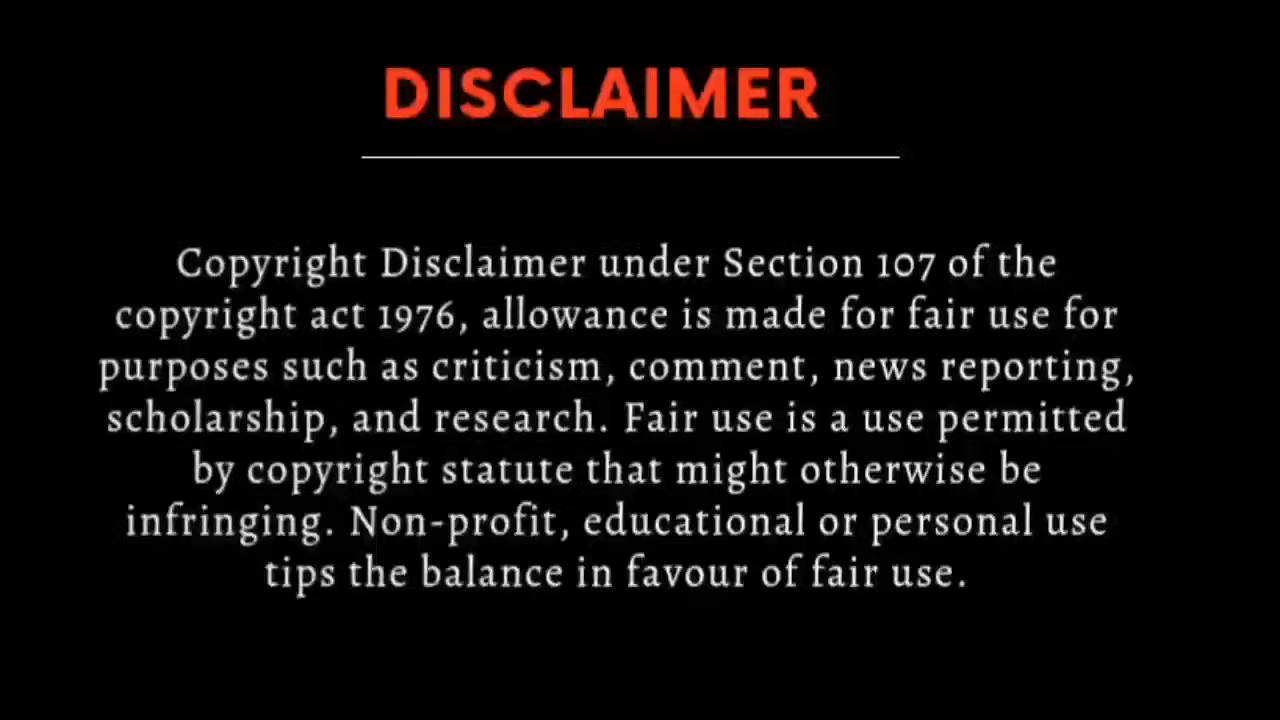 DISCLAIMER
Copyright Disclaimer under Section 107 of the
copyright act 1976, allowance is made for fair use for
purposes such as criticism, comment, news reporting,
scholarship, and research. Fair use is a use permitted
by copyright statute that might otherwise be
infringing. Non-profit, educational or personal use
tips the balance in favour of fair use.